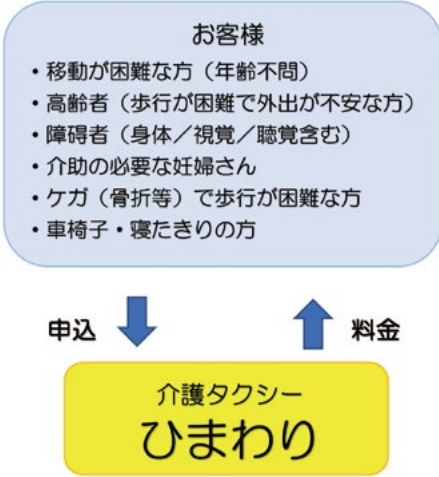 お客様
・移動が困難な方（年齢不問）
・高齢者（歩行が困難で外出が不安な方）
・障碍者（身体／視覚／聴覚含む）
・介助の必要な妊婦さん
・ケガ（骨折等）で歩行が困難な方
・車椅子・寝たきりの方
申込
料金
介護タクシー
ひまわり